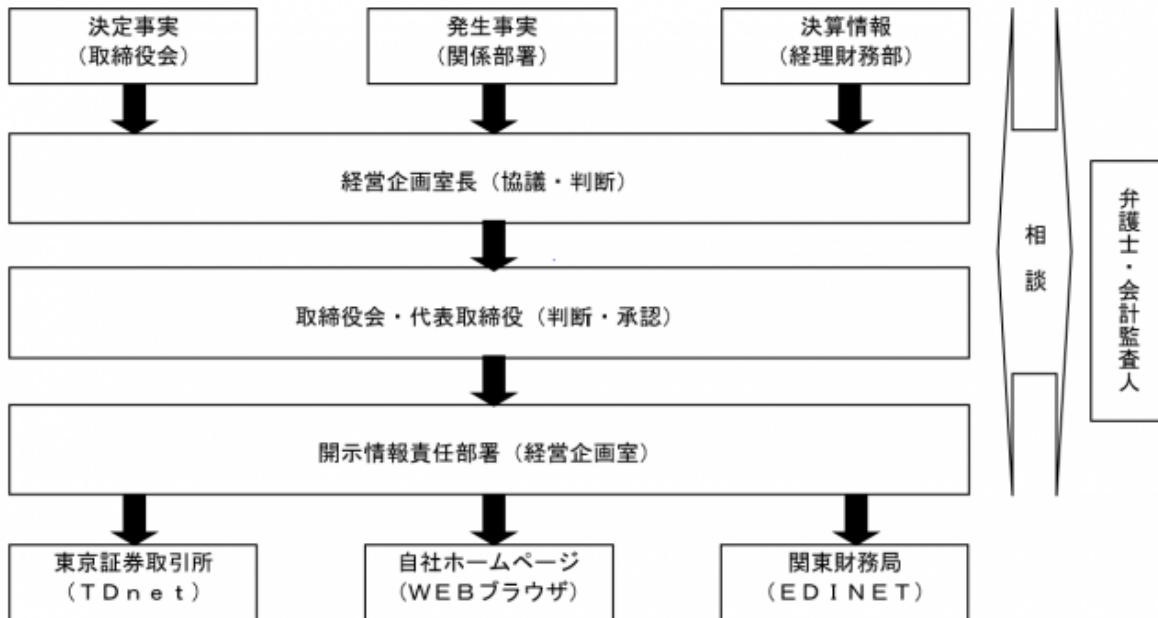 決定事実
(取締役会)
発生事実
(関係部署)
決算情報
(経理財務部)
経営企画室長(協議・判断)
取締役会・代表取締役(判断・承認)
開示情報責任部署(経営企画室)
東京証券取引所
(TDnet)
自社ホームページ
(WEBブラウザ)
関東財務局
(EDINET)
相談
弁護士・会計監査人